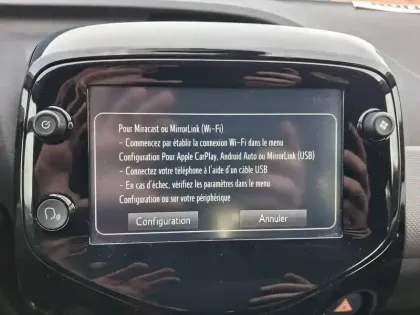 Pour Miracast ou MirrorLink (Wi-Fi)
- Commencez par établir la connexion Wi-Fi dans le menu
Configuration Pour Apple CarPlay, Android Auto ou MirrorLink (USB)
- Connectez votre téléphone à l'aide d'un câble USB
- En cas d'échec, vérifiez les paramètres dans le menu
Configuration ou sur votre périphérique
Configuration
Annuler